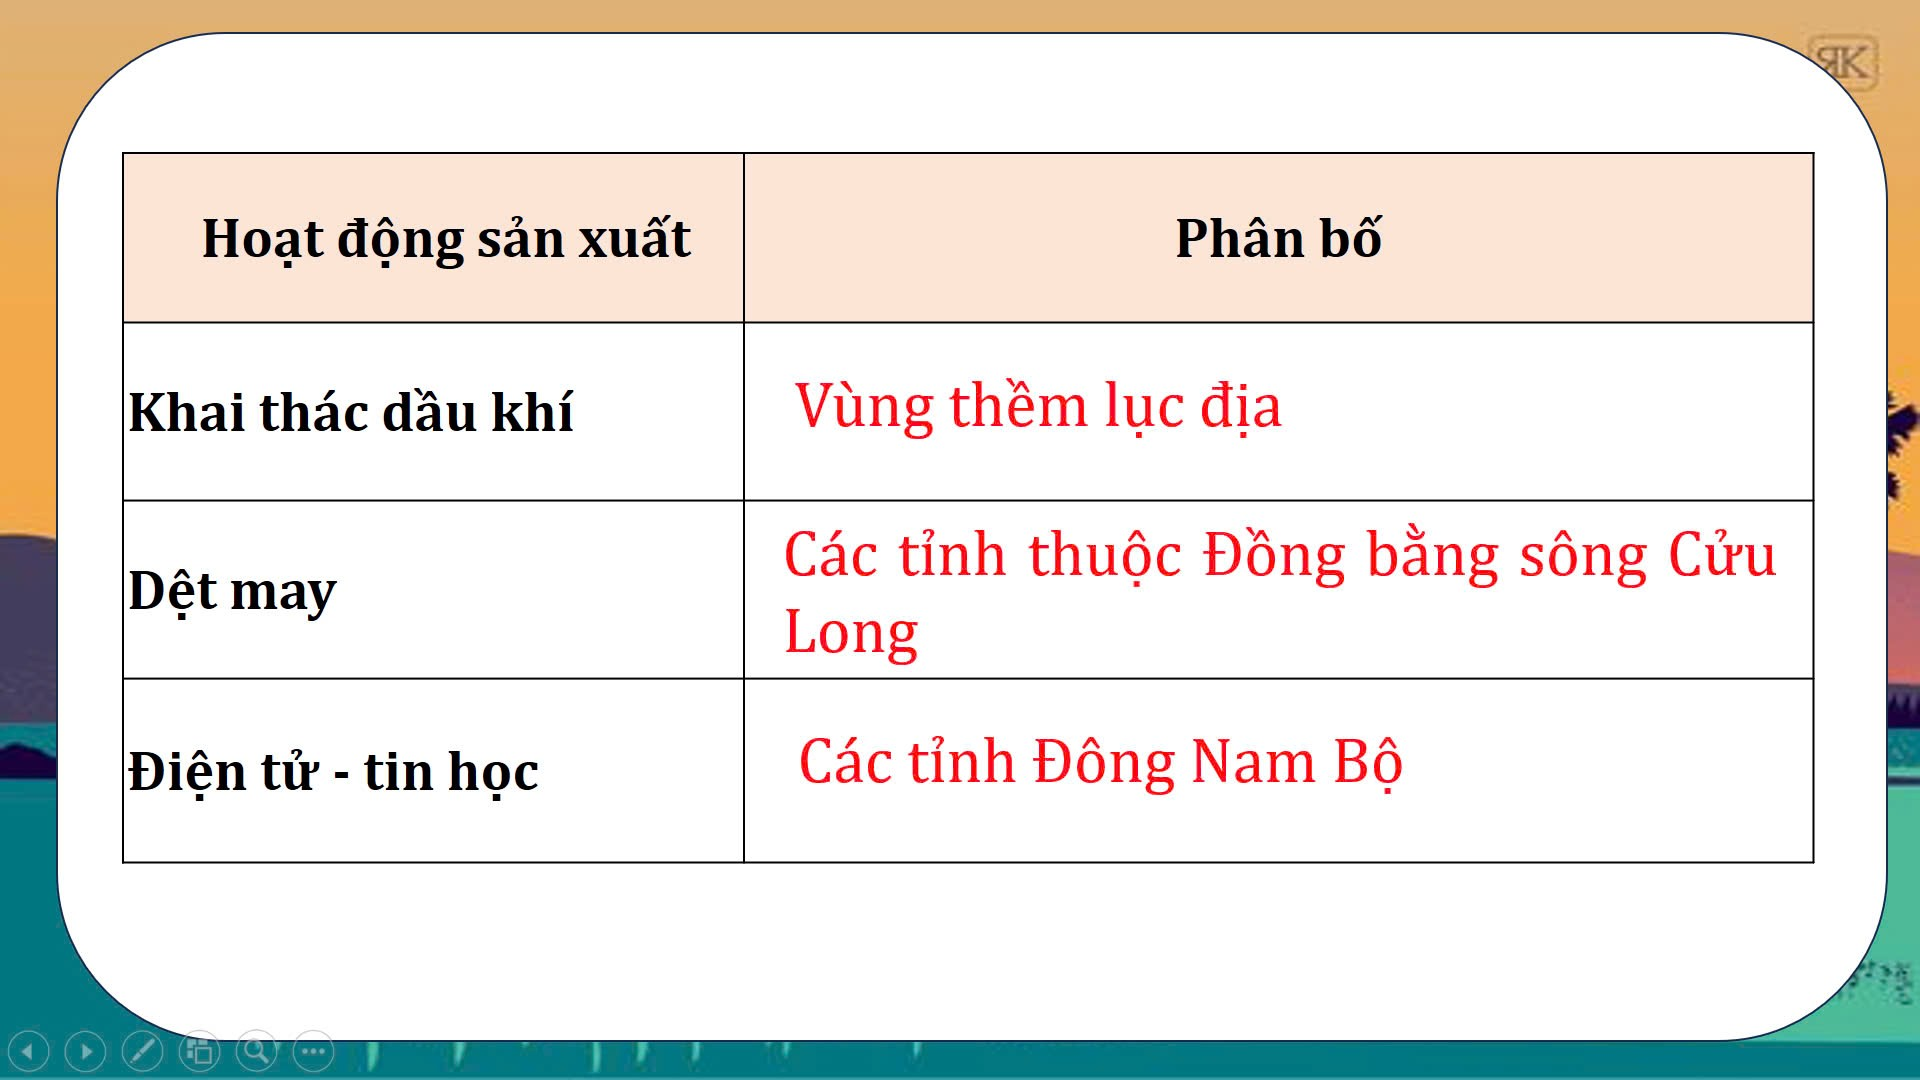 Hoạt động sản xuất
Phân bố
Khai thác dầu khí
Vùng thềm lục địa
Dệt may
Các tỉnh thuộc Đồng bằng sông Cửu
Long
Điện tử - tin học
Các tỉnh Đông Nam Bộ